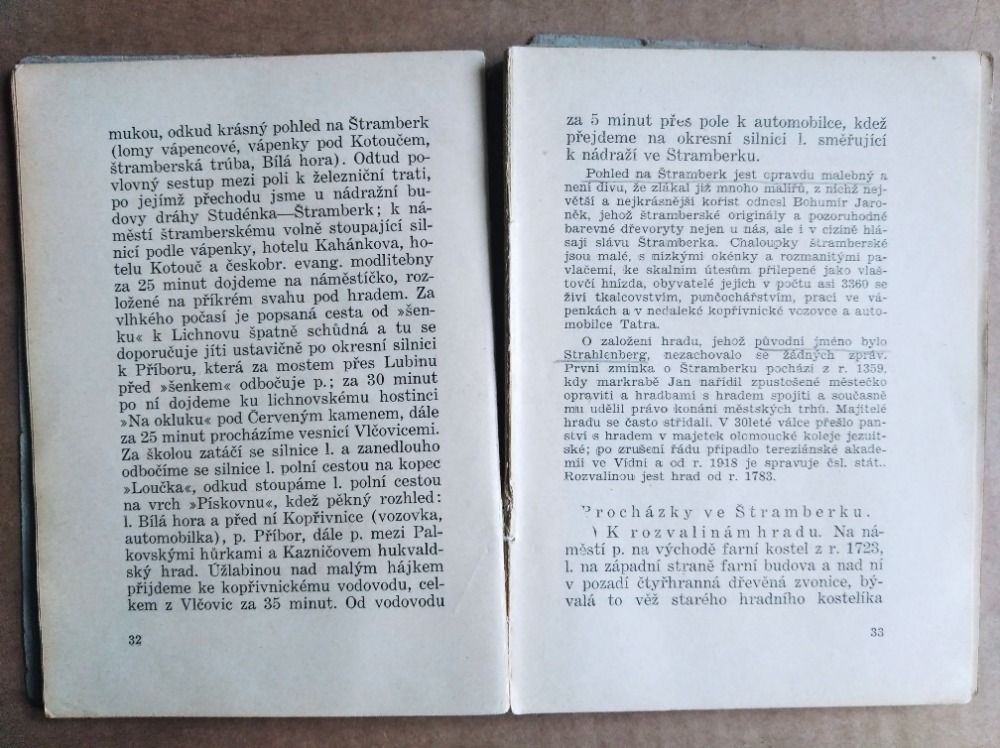 mukou, odkud krásný pohled na Štramberk
(lomy vápencové, vápenky pod Kotoučem,
štramberská trúba, Bílá hora). Odtud po-
vlovný sestup mezi poli k železniční trati,
po jejímž přechodu jsme u nádražní bu-
dovy dráhy Studénka—Štramberk; k ná-
městí štramberskému volně stoupající sil-
nicí podle vápenky, hotelu Kahánkova, ho-
telu Kotouč a českobr. evang. modlitebny
za 25 minut dojdeme na náměstíčko, roz-
ložené na příkrém svahu pod hradem. Za
vlhkého počasí je popsaná cesta od »šen-
ku« k Lichnovu špatně schůdná a tu se
doporučuje jíti ustavičně po okresní silnici
k Příboru, která za mostem přes Lubinu
před »šenkem« odbočuje p.; za 30 minut
po ní dojdeme ku lichnovskému hostinci
»Na okluku« pod Červeným kamenem, dále
za 25 minut procházíme vesnicí Vlčovicemi.
Za školou zatáčí se silnice l. a zanedlouho
odbočíme se silnice l. polní cestou na kopec
»Loučka«, odkud stoupáme l. polní cestou
na vrch »Pískovnu«, kdež pěkný rozhled:
l. Bílá hora a před ní Kopřivnice (vozovka,
automobilka), p. Příbor, dále p. mezi Pal-
kovskými hůrkami a Kazničovem hukvald-
ský hrad. Úžlabinou nad malým hájkem
přijdeme ke kopřivnickému vodovodu, cel-
kem z Vlčovic za 35 minut. Od vodovodu
32
za 5 minut přes pole k automobilce, kdež
přejdeme na okresní silnici l. směřující
k nádraží ve Štramberku.
Pohled na Štramberk jest opravdu malebný a
není divu, že zlákal již mnoho malířů, z nichž nej-
větší a nejkrásnější kořist odnesl Bohumír Jaro-
něk, jehož štramberské originály a pozoruhodné
barevné dřevoryty nejen u nás, ale i v cizině hlá-
sají slávu Štramberka. Chaloupky štramberské
jsou malé, s nízkými okénky a rozmanitými pa-
vlačemi, ke skalním útesům přilepené jako vlaš-
tovčí hnízda, obyvatelé jejich v počtu asi 3360 se
živí tkalcovstvím, punčochářstvím, prací ve vá-
penkách a v nedaleké kopřivnické vozovce a auto-
mobilce Tatra.
O založení hradu, jehož původní jméno bylo
Strahlenberg, nezachovalo se žádných zpráv.
První zmínka o Štramberku pochází z r. 1359,
kdy markrabě Jan nařídil zpustošené městečko
opraviti a hradbami s hradem spojiti a současně
mu udělil právo konání městských trhů. Majitelé
hradu se často střídali. V 30leté válce přešlo pan-
ství s hradem v majetek olomoucké koleje jezuit-
ské; po zrušení řádu připadlo tereziánské akade-
mii ve Vídni a od r. 1918 je spravuje čsl. stát..
Rozvalinou jest hrad od r. 1783.
Procházky ve Štramberku.
) K rozvalinám hradu. Na ná-
městí p. na východě farní kostel z r. 1723,
l. na západní straně farní budova a nad ní
v pozadí čtyřhranná dřevěná zvonice, bý-
valá to věž starého hradního kostelíka
33